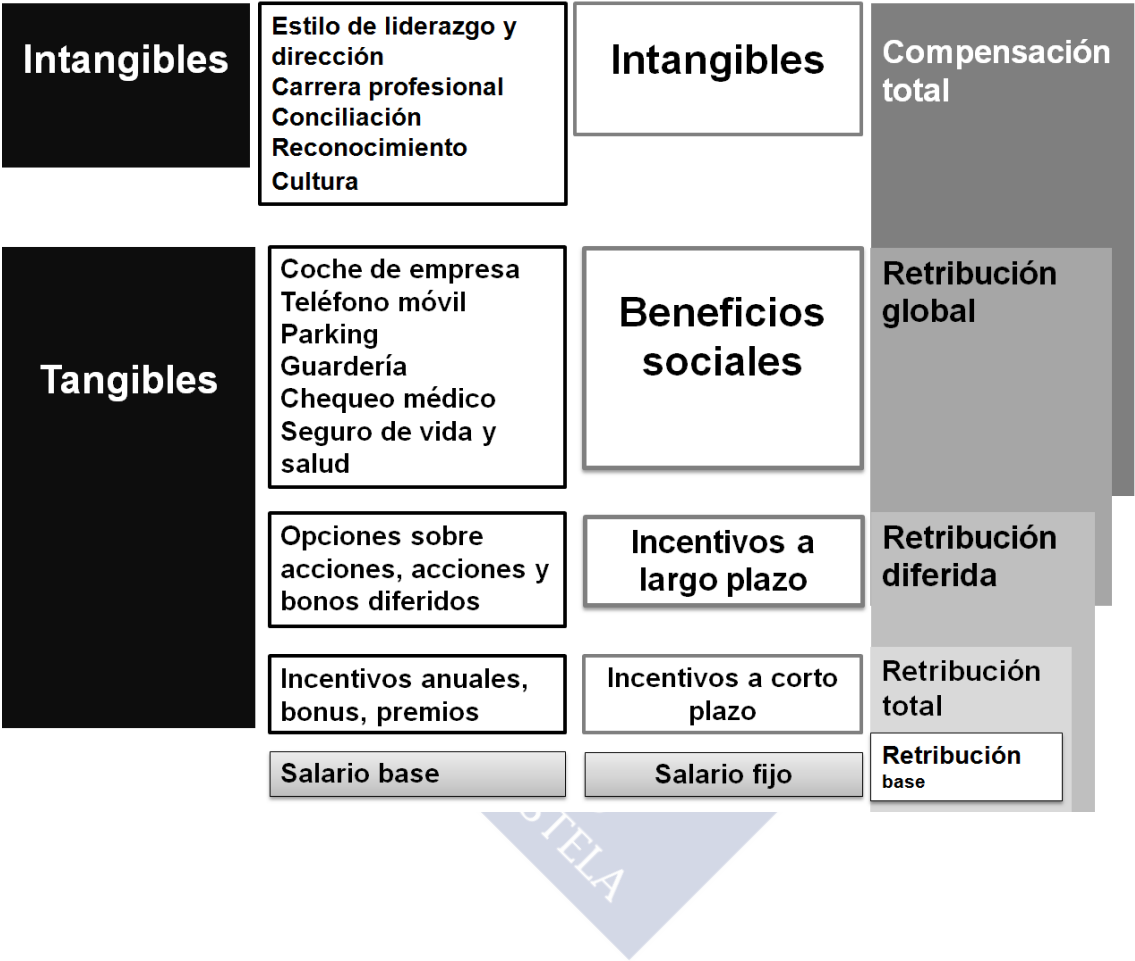 Intangibles
Estilo de liderazgo y
dirección
Carrera profesional
Conciliación
Reconocimiento
Cultura
Intangibles
Compensación
total
Tangibles
Coche de empresa
Teléfono móvil
Parking
Guardería
Chequeo médico
Seguro de vida y
salud
Beneficios
sociales
Retribución
global
Opciones sobre
acciones, acciones y
bonos diferidos
Incentivos a
largo plazo
Retribución
diferida
Incentivos anuales,
bonus, premios
Incentivos a corto
plazo
Retribución
total
Salario base
Salario fijo
Retribución
base